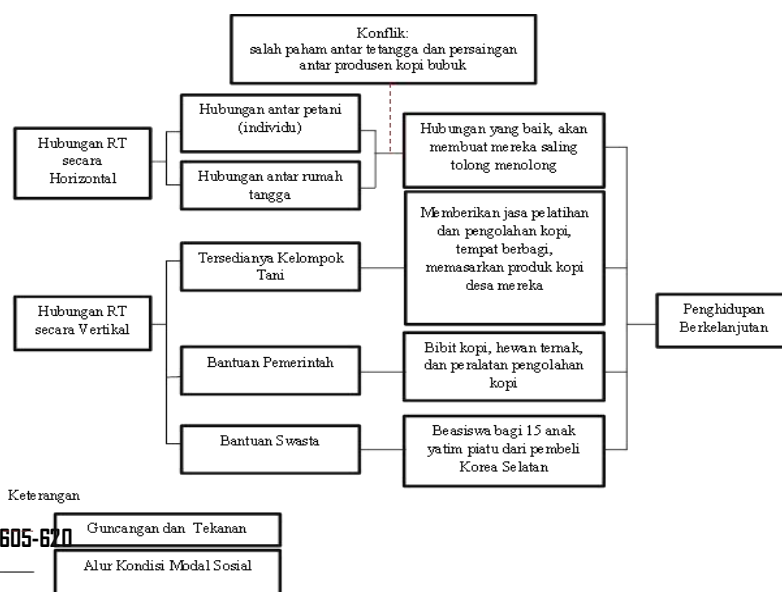 Konflik:
salah paham antar tetangga dan persaingan
antar produsen kopi bubuk
Hubungan RT
secara
Horizontal
Hubungan antar petani
(individu)
Hubungan antar rumah
tangga
Hubungan yang baik, akan
membuat mereka saling
tolong menolong
Hubungan RT
secara Vertikal
Tersedianya Kelompok
Tani
Memberikan jasa pelatihan
dan pengolahan kopi,
tempat berbagi,
memasarkan produk kopi
desa mereka
Bantuan Pemerintah
Bibit kopi, hewan ternak,
dan peralatan pengolahan
kopi
Bantuan Swasta
Beasiswa bagi 15 anak
yatim piatu dari pembeli
Korea Selatan
Penghidupan
Berkelanjutan
Keterangan
605-620
Guncangan dan Tekanan
Alur Kondisi Modal Sosial